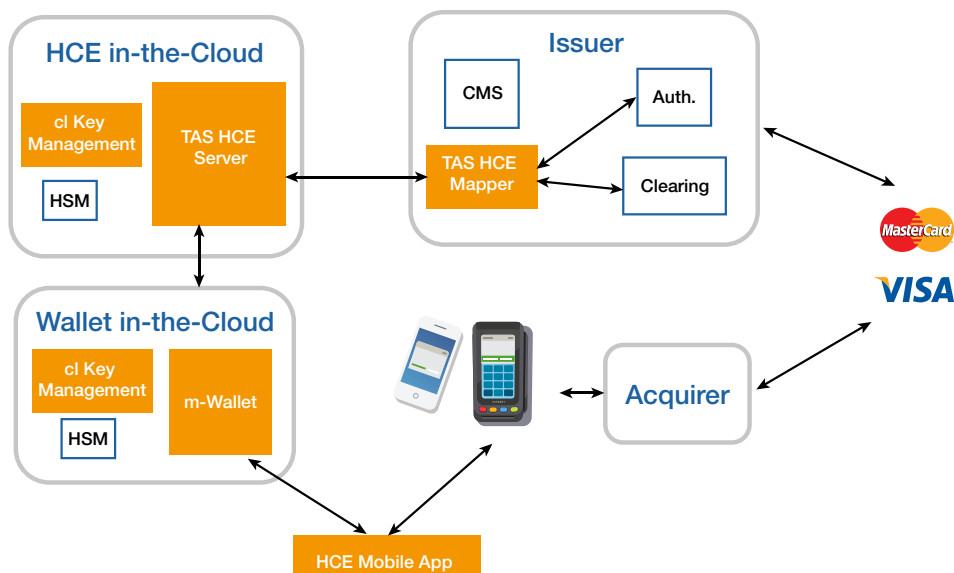 HCE in-the-Cloud
cl Key
Management
TAS HCE
Server
HSM
Issuer
CMS
Auth.
TAS HCE
Mapper
Clearing
MasterCard
VISA
Wallet in-the-Cloud
cl Key
Management
m-Wallet
HSM
Acquirer
HCE Mobile App